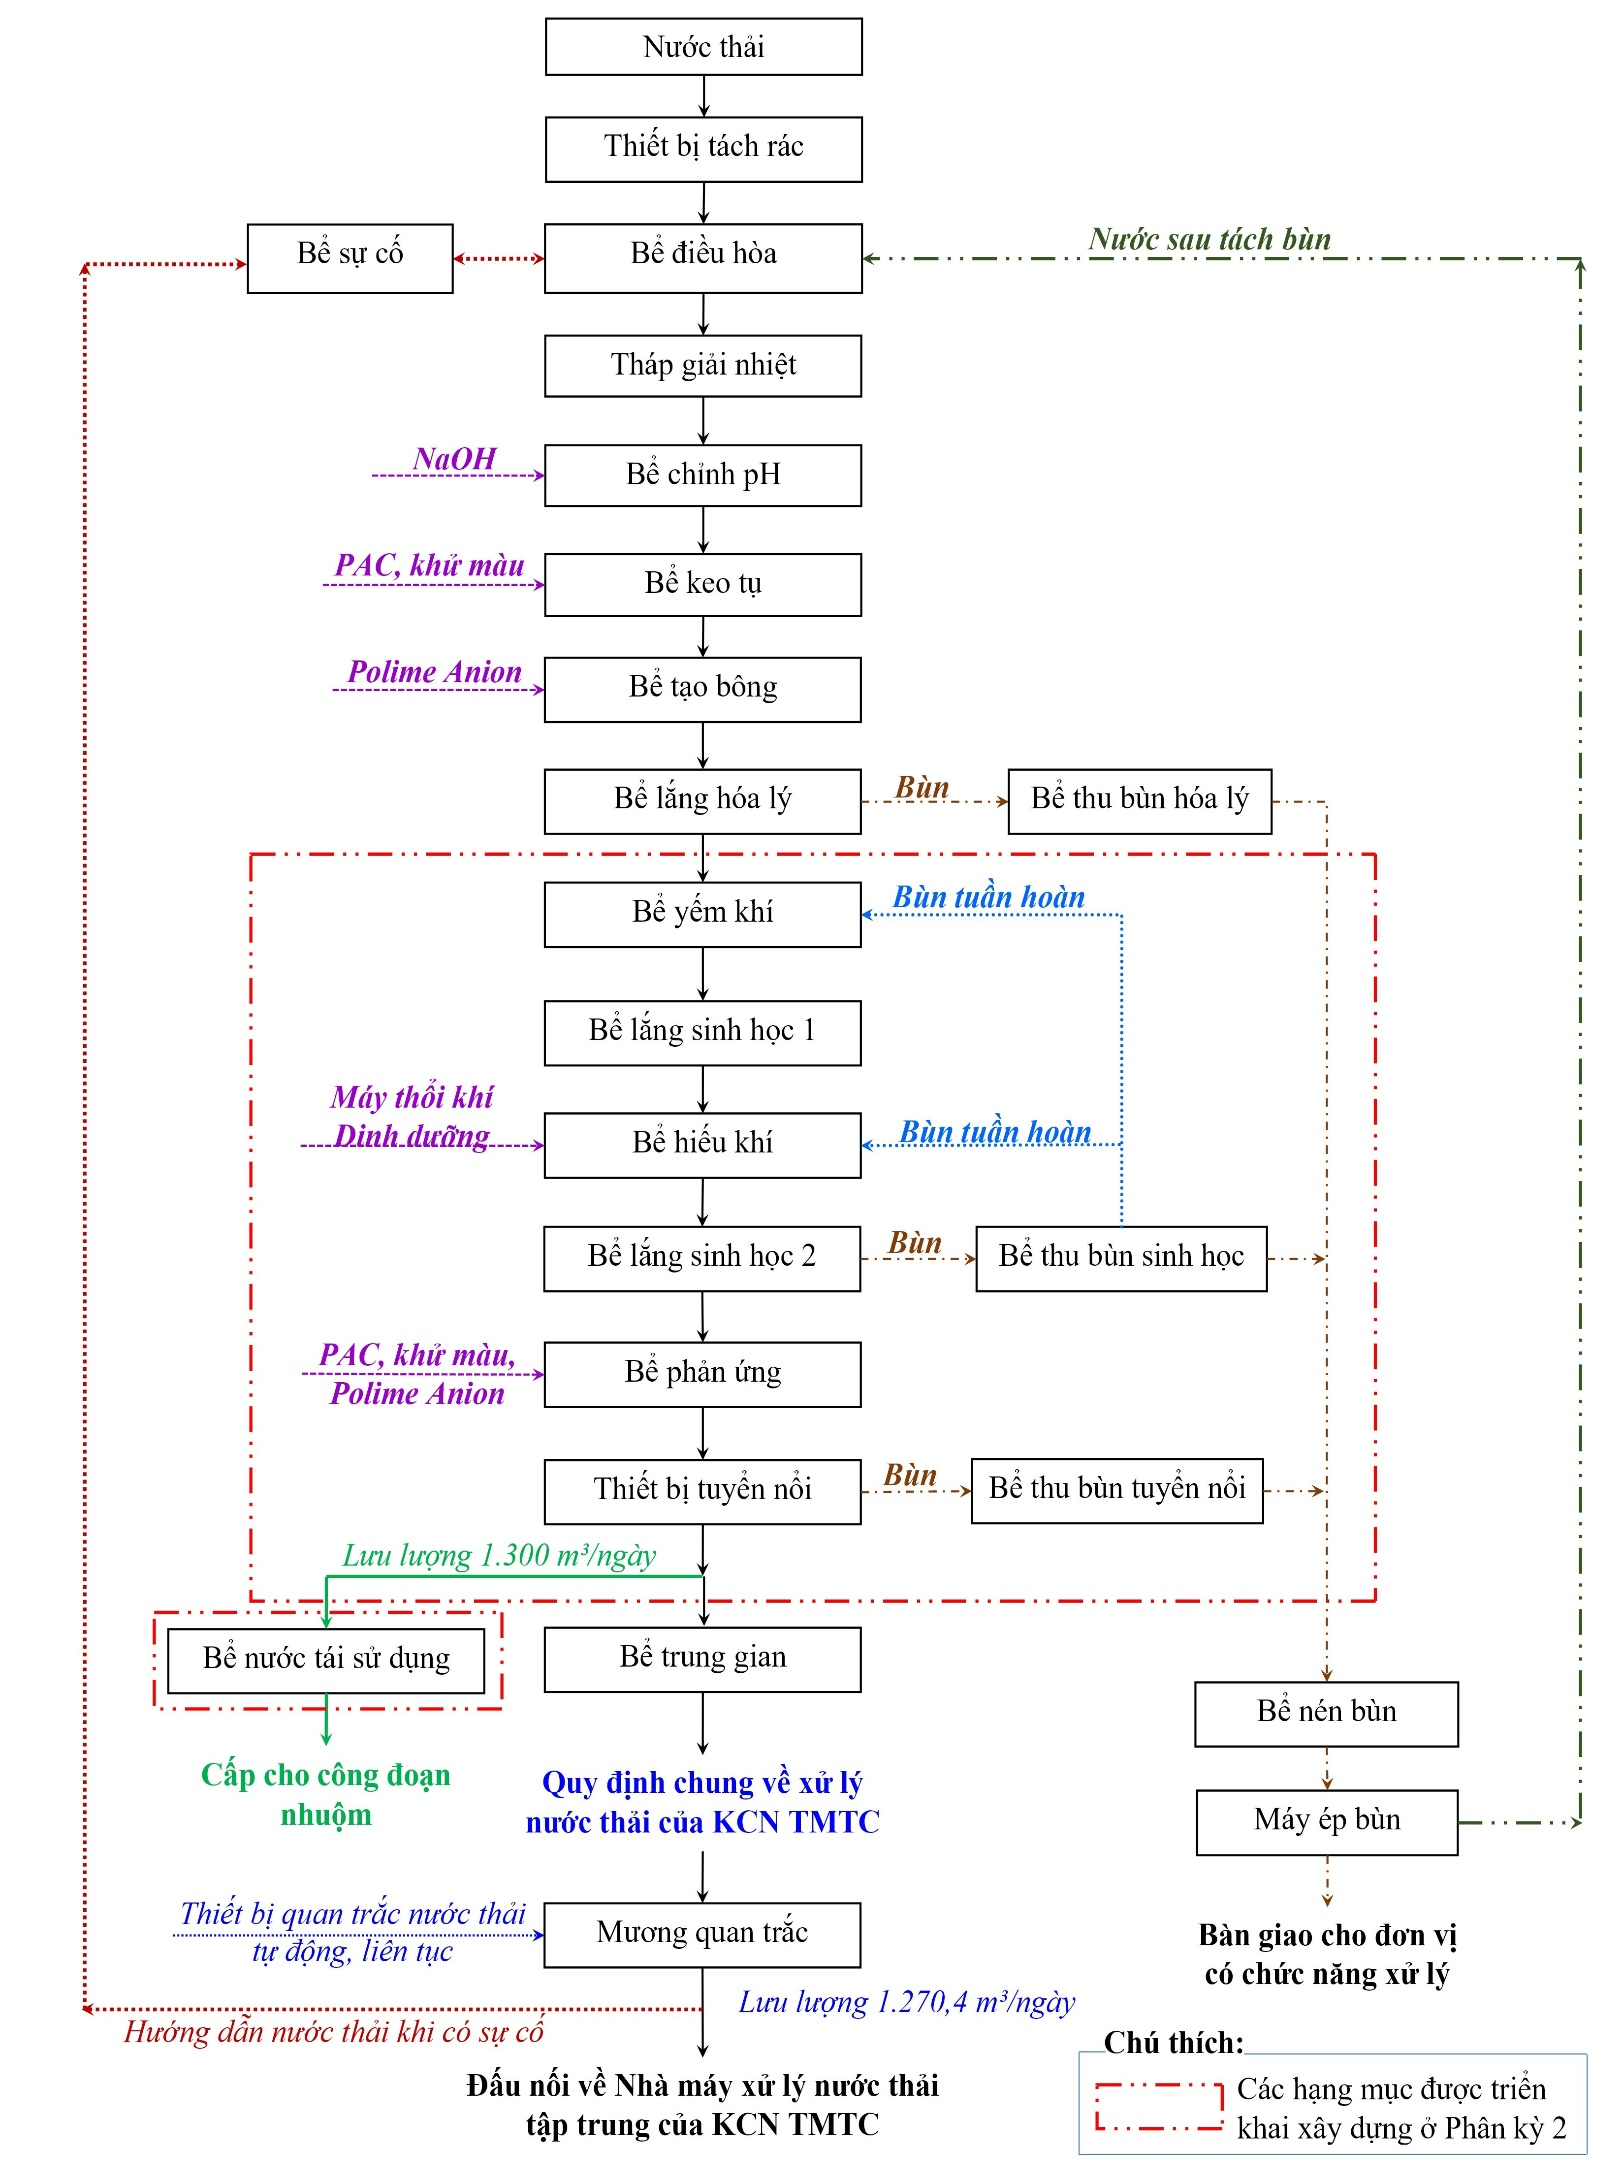 Nước thải
Thiết bị tách rác
Bể sự cố
Bể điều hòa
Nước sau tách bùn
Tháp giải nhiệt
NaOH
Bể chỉnh pH
PAC, khử màu
Bể keo tụ
Polime Anion
Bể tạo bông
Bể lắng hóa lý
Bùn
Bể thu bùn hóa lý
Bể yếm khí
Bùn tuần hoàn
Bể lắng sinh học 1
Máy thổi khí
Dinh dưỡng
Bể hiếu khí
Bùn tuần hoàn
Bể lắng sinh học 2
Bùn
Bể thu bùn sinh học
PAC, khử màu,
Polime Anion
Bể phản ứng
Thiết bị tuyển nổi
Bùn
Bể thu bùn tuyển nổi
Lưu lượng 1.300 m³/ngày
Bể nước tái sử dụng
Bể trung gian
Bể nén bùn
Cấp cho công đoạn
nhuộm
Quy định chung về xử lý
nước thải của KCN TMTC
Máy ép bùn
Thiết bị quan trắc nước thải
tự động, liên tục
Mương quan trắc
Bàn giao cho đơn vị
có chức năng xử lý
Lưu lượng 1.270,4 m³/ngày
Hướng dẫn nước thải khi có sự cố
Đấu nối về Nhà máy xử lý nước thải
tập trung của KCN TMTC
Chú thích:
Các hạng mục được triển
khai xây dựng ở Phân kỳ 2